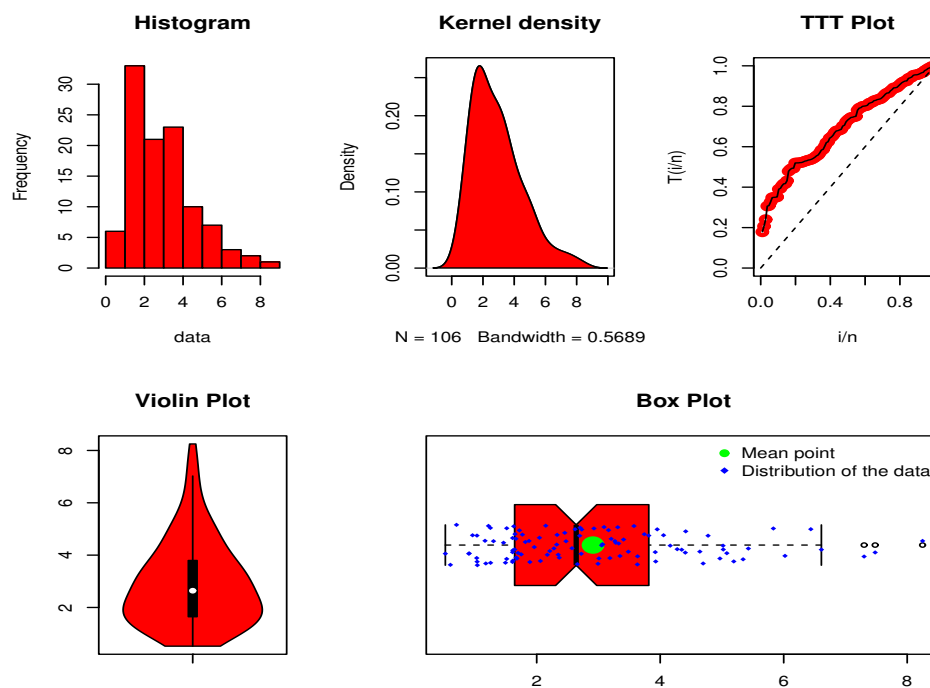 Histogram
Frequency
0 5 10 15 20 25 30
0 2 4 6 8
data
Kernel density
Density
0.00 0.10 0.20
0 2 4 6 8
N = 106 Bandwidth = 0.5689
TTT Plot
T(i/n)
0.0 0.2 0.4 0.6 0.8 1.0
0.0 0.4 0.8
i/n
Violin Plot
2 4 6 8
Box Plot
Mean point
Distribution of the data
2 4 6 8